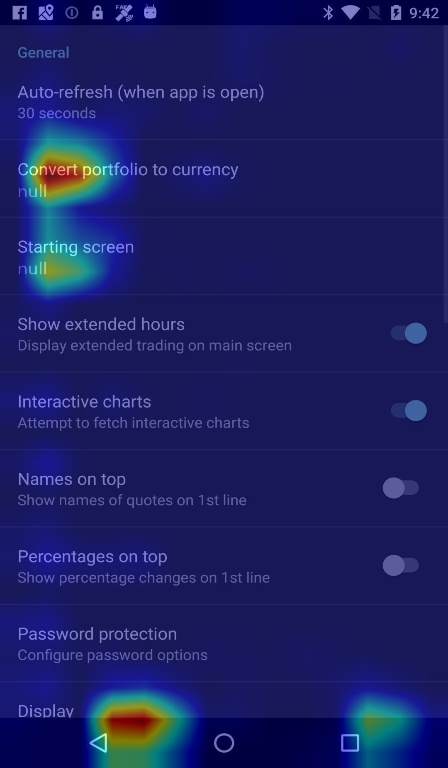 9:42
General
Auto-refresh (when app is open)
30 seconds
Convert portfolio to currency
null
Starting screen
null
Show extended hours
Display extended trading on main screen
Interactive charts
Attempt to fetch interactive charts
Names on top
Show names of quotes on 1st line
Percentages on top
Show percentage changes on 1st line
Password protection
Configure password options
Display